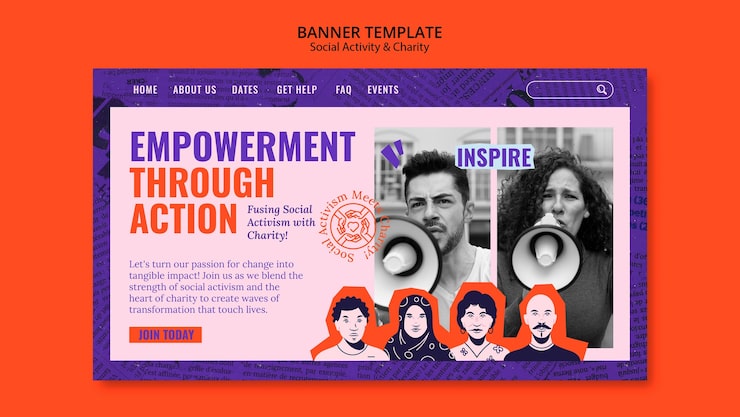 BANNER TEMPLATE
Social Activity & Charity
HOME ABOUT US DATES GET HELP FAQ EVENTS
EMPOWERMENT
THROUGH
ACTION
Fusing Social
Activism with
Charity!
Social Activism Meets Charity!
INSPIRE
Let's turn our passion for change into
tangible impact! Join us as we blend the
strength of social activism and the
heart of charity to create waves of
transformation that touch lives.
JOIN TODAY